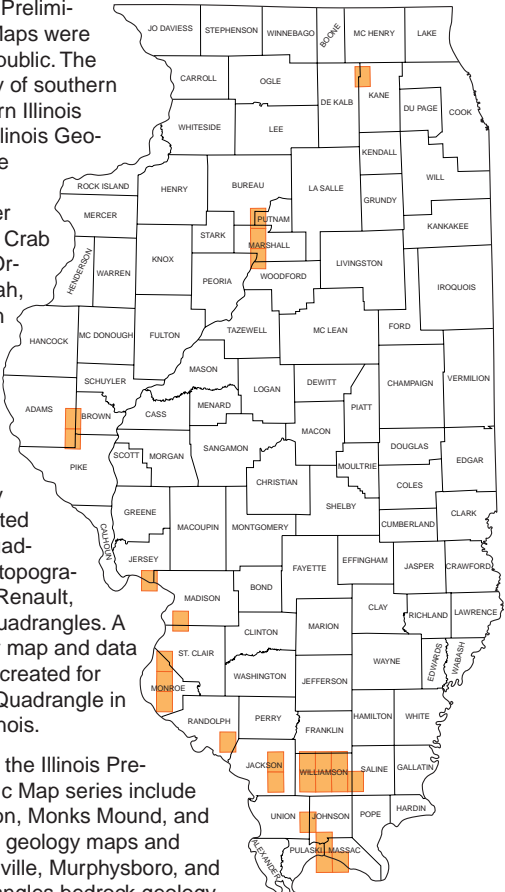 Prelimi-
Maps were
public. The
y of southern
rn Illinois
llinois Geo-
e
er
Crab
Or-
ah,
n
y
ted
ad-
topogra-
Renault,
uadrangles. A
map and data
created for
Quadrangle in
nois.
the Illinois Pre-
ic Map series include
on, Monks Mound, and
geology maps and
ville, Murphysboro, and
angles bedrock geology
JO DAVIESS
STEPHENSON
WINNEBAGO
BOONE
MC HENRY
LAKE
CARROLL
OGLE
DE KALB
KANE
DU PAGE
COOK
WHITESIDE
LEE
KENDALL
WILL
ROCK ISLAND
HENRY
BUREAU
LA SALLE
GRUNDY
MERCER
PUTNAM
KANKAKEE
HENDERSON
WARREN
KNOX
STARK
MARSHALL
LIVINGSTON
IROQUOIS
PEORIA
WOODFORD
HANCOCK
MC DONOUGH
FULTON
TAZEWELL
MC LEAN
FORD
SCHUYLER
MASON
LOGAN
DEWITT
CHAMPAIGN
VERMILION
ADAMS
BROWN
CASS
MENARD
PIATT
MACON
PIKE
SCOTT
MORGAN
SANGAMON
MOULTRIE
DOUGLAS
EDGAR
CHRISTIAN
COLES
GREENE
MACOUPIN
MONTGOMERY
SHELBY
CUMBERLAND
CLARK
CALHOUN
JERSEY
FAYETTE
EFFINGHAM
JASPER
CRAWFORD
MADISON
BOND
CLAY
RICHLAND
LAWRENCE
MARION
CLINTON
ST. CLAIR
WAYNE
EDWARDS
WABASH
MONROE
WASHINGTON
JEFFERSON
RANDOLPH
PERRY
HAMILTON
WHITE
FRANKLIN
JACKSON
WILLIAMSON
SALINE
GALLATIN
UNION
JOHNSON
POPE
HARDIN
ALEXANDER
PULASKI
MASSAC